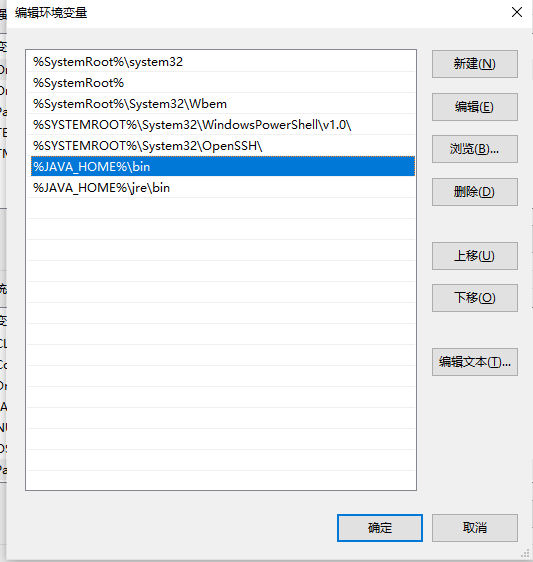 编辑环境变量
%SystemRoot%\system32
%SystemRoot%
%SystemRoot%\System32\Wbem
%SYSTEMROOT%\System32\WindowsPowerShell\v1.0\
%SYSTEMROOT%\System32\OpenSSH\
%JAVA_HOME%\bin
%JAVA_HOME%\jre\bin
新建(N)
编辑(E)
浏览(B)...
删除(D)
上移(U)
下移(O)
编辑文本(T)...
确定
取消